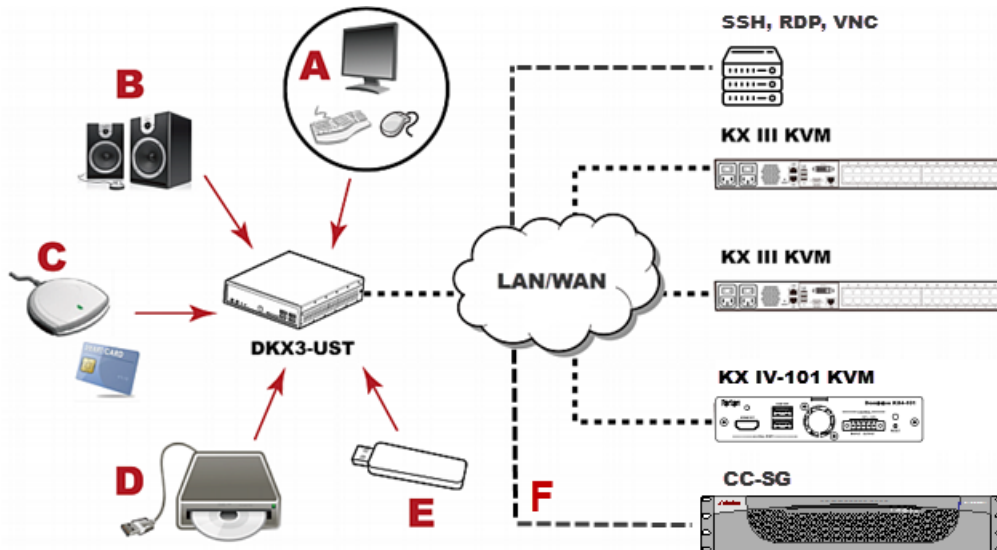 SSH, RDP, VNC
A
B
KX III KVM
C
KX III KVM
LAN/WAN
DKX3-UST
KX IV-101 KVM
D
E
F
CC-SG